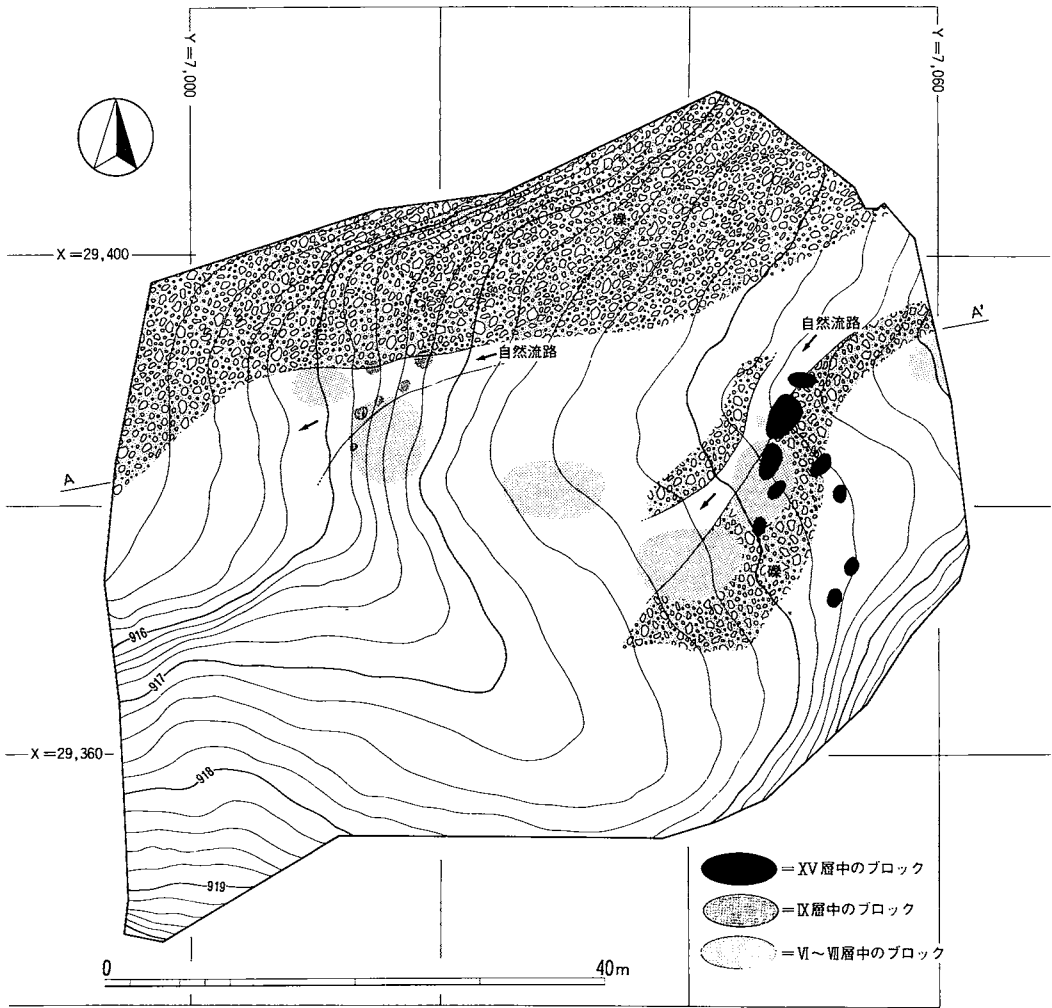 Y=7,000
Y=7,060
X=29,400
礫
自然流路
A'
自然流路
A
礫
916
917
X=29,360
918
919
=XV層中のブロック
=Ⅸ層中のブロック
=Ⅵ~Ⅶ層中のブロック
0
40m